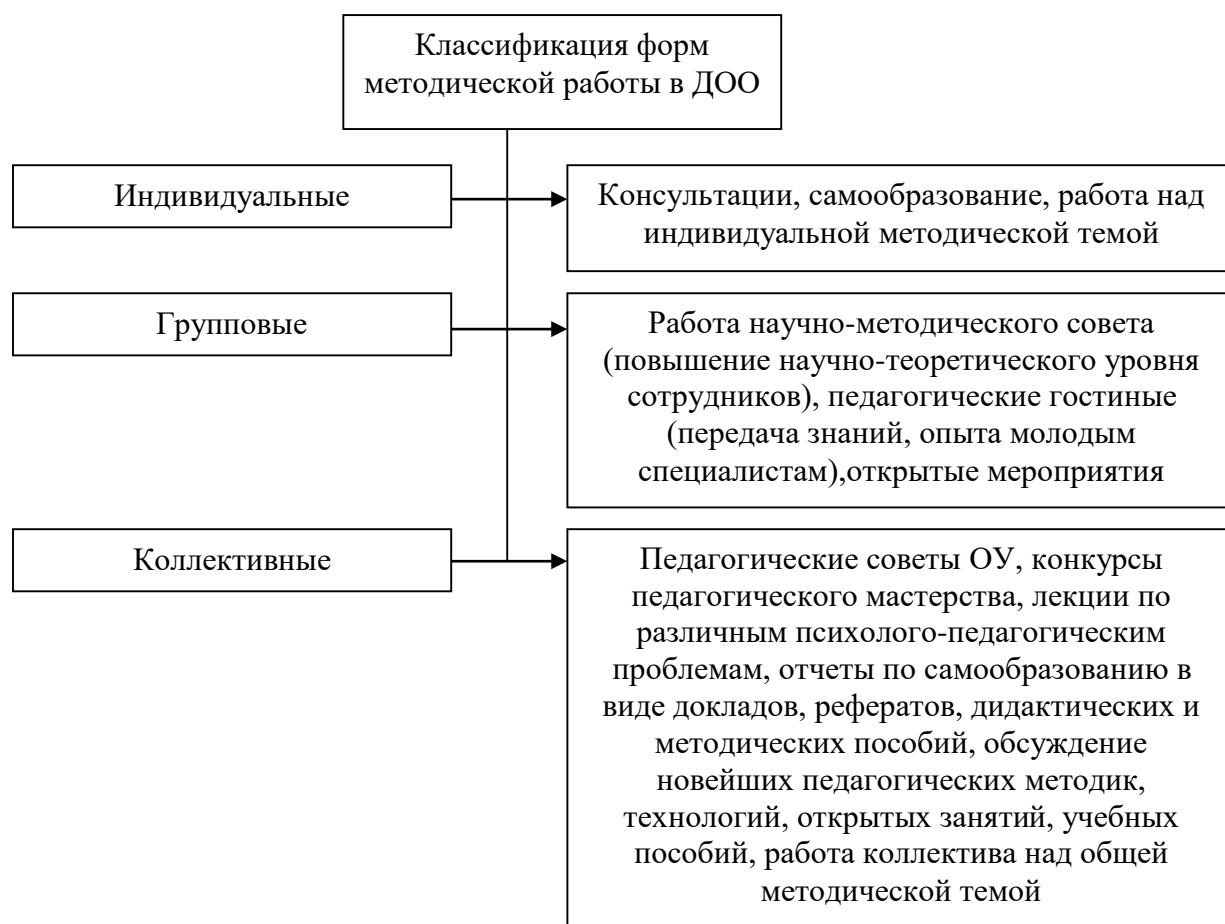 Классификация форм
методической работы в ДОО
Индивидуальные
Консультации, самообразование, работа над
индивидуальной методической темой
Групповые
Работа научно-методического совета
(повышение научно-теоретического уровня
сотрудников), педагогические гостиные
(передача знаний, опыта молодым
специалистам),открытые мероприятия
Коллективные
Педагогические советы ОУ, конкурсы
педагогического мастерства, лекции по
различным психолого-педагогическим
проблемам, отчеты по самообразованию в
виде докладов, рефератов, дидактических и
методических пособий, обсуждение
новейших педагогических методик,
технологий, открытых занятий, учебных
пособий, работа коллектива над общей
методической темой